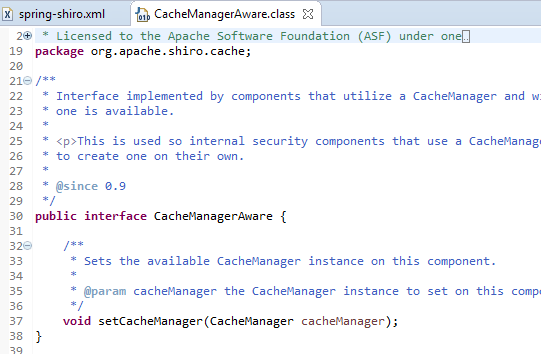 spring-shiro.xml CacheManagerAware.class
2 * Licensed to the Apache Software Foundation (ASF) under one
19 package org.apache.shiro.cache;
20
21 /**
22 * Interface implemented by components that utilize a CacheManager and
23 * one is available.
24 *
25 * <p>This is used so internal security components that use a
26 * to create one on their own.
27 *
28 * @since 0.9
29 */
30 public interface CacheManagerAware {
31
32 /**
33 * Sets the available CacheManager instance on this component.
34 *
35 * @param cacheManager the CacheManager instance to set on this
36 */
37 void setCacheManager(CacheManager cacheManager);
38 }
39